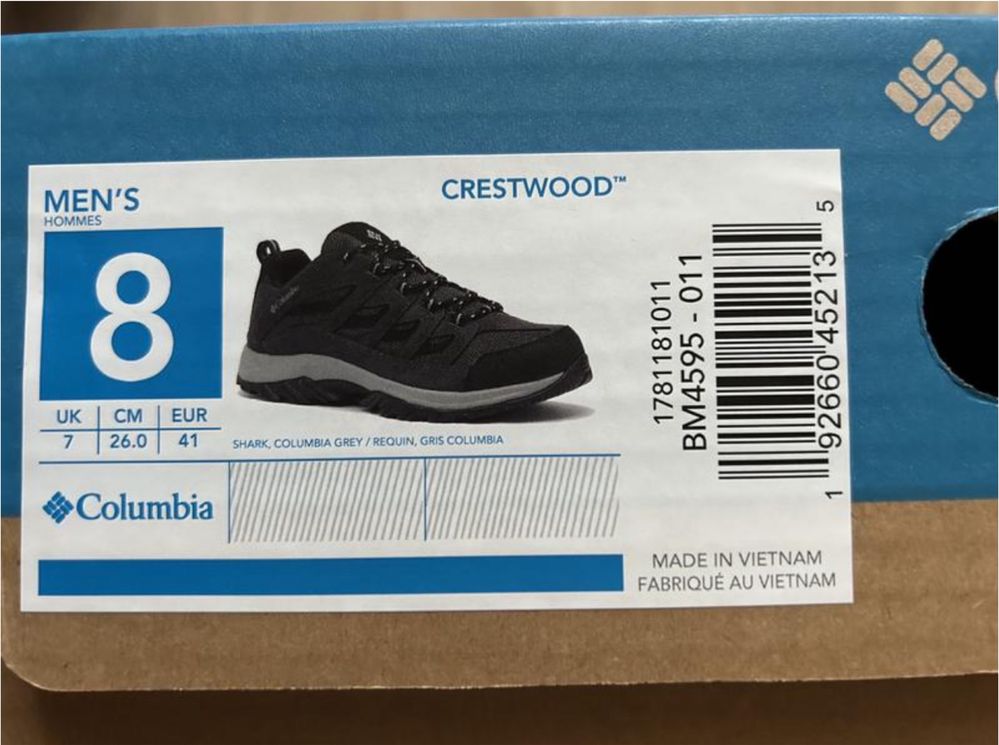 MEN'S
HOMMES
CRESTWOOD™
8
UK CM EUR
7 26.0 41
Columbia
SHARK, COLUMBIA GREY / REQUIN, GRIS COLUMBIA
Columbia
1781181011
BM4595 - 011
1 92660 45213 5
MADE IN VIETNAM
FABRIQUÉ AU VIETNAM